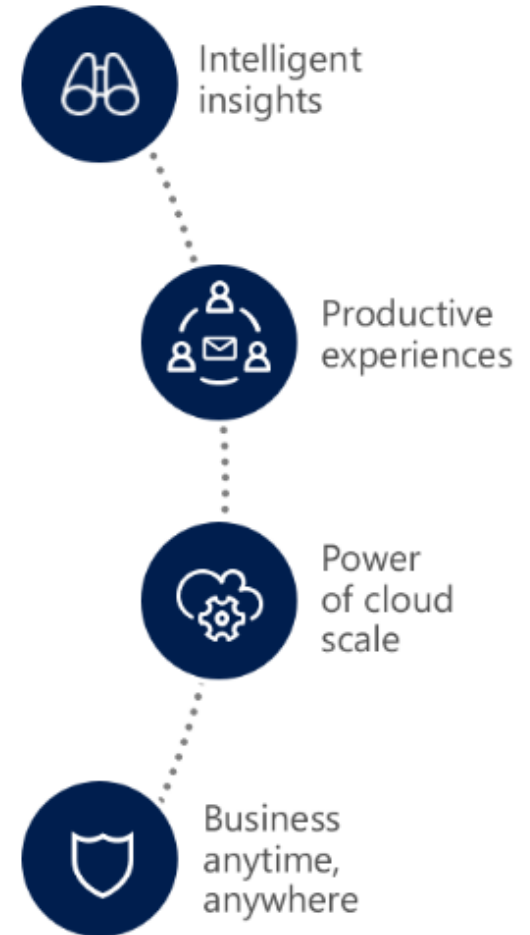 Intelligent
insights
Productive
experiences
Power
of cloud
scale
Business
anytime,
anywhere